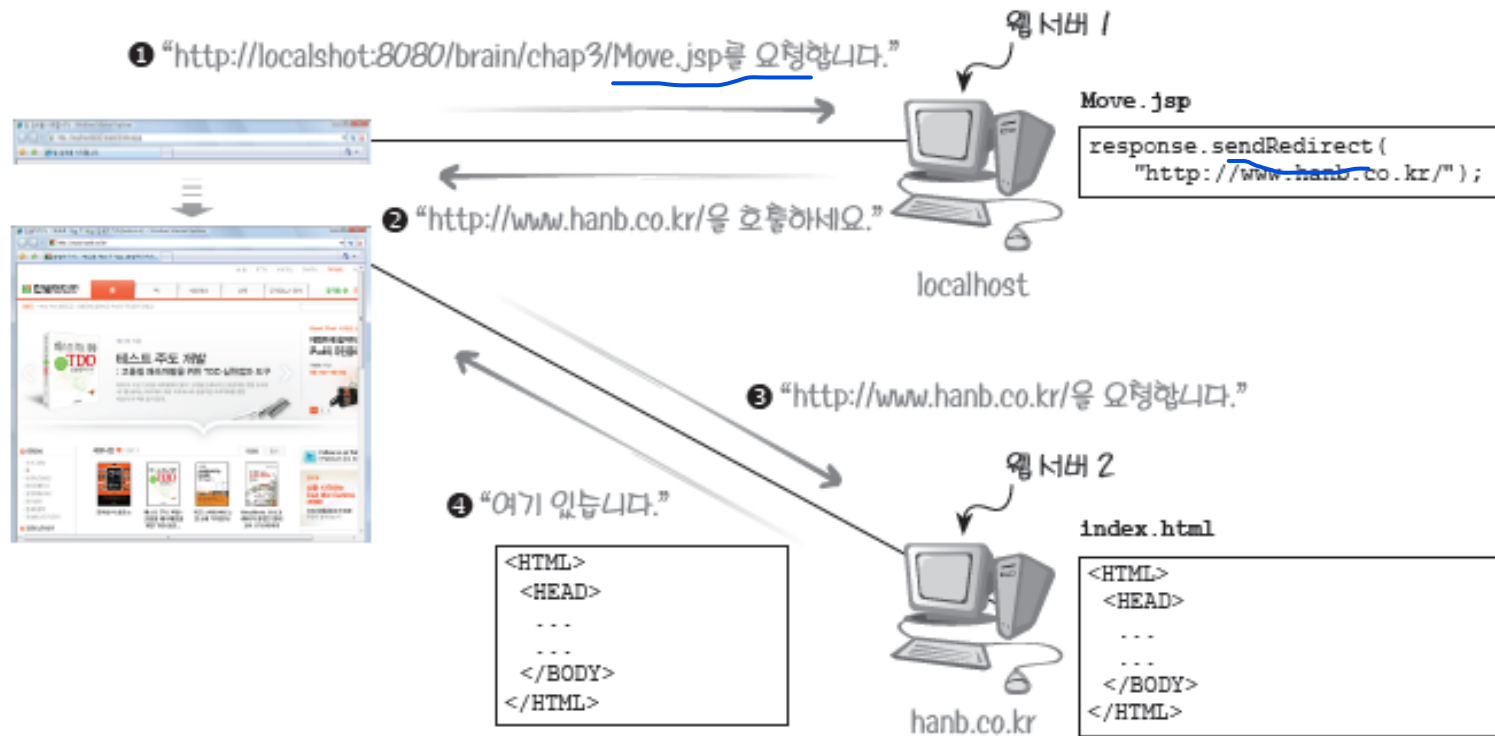 웹 서버 1
❶ “http://localshot:8080/brain/chap3/Move.jsp를 요청합니다.”
Move.jsp
response.sendRedirect(
"http://www.hanb.co.kr/");
❷ “http://www.hanb.co.kr/을 호출하세요.”
localhost
테스트 주도 개발
TDD
❸ “http://www.hanb.co.kr/을 요청합니다.”
웹 서버 2
❹ “여기 있습니다.”
<HTML>
<HEAD>
...
...
</BODY>
</HTML>
index.html
<HTML>
<HEAD>
...
...
</BODY>
</HTML>
hanb.co.kr